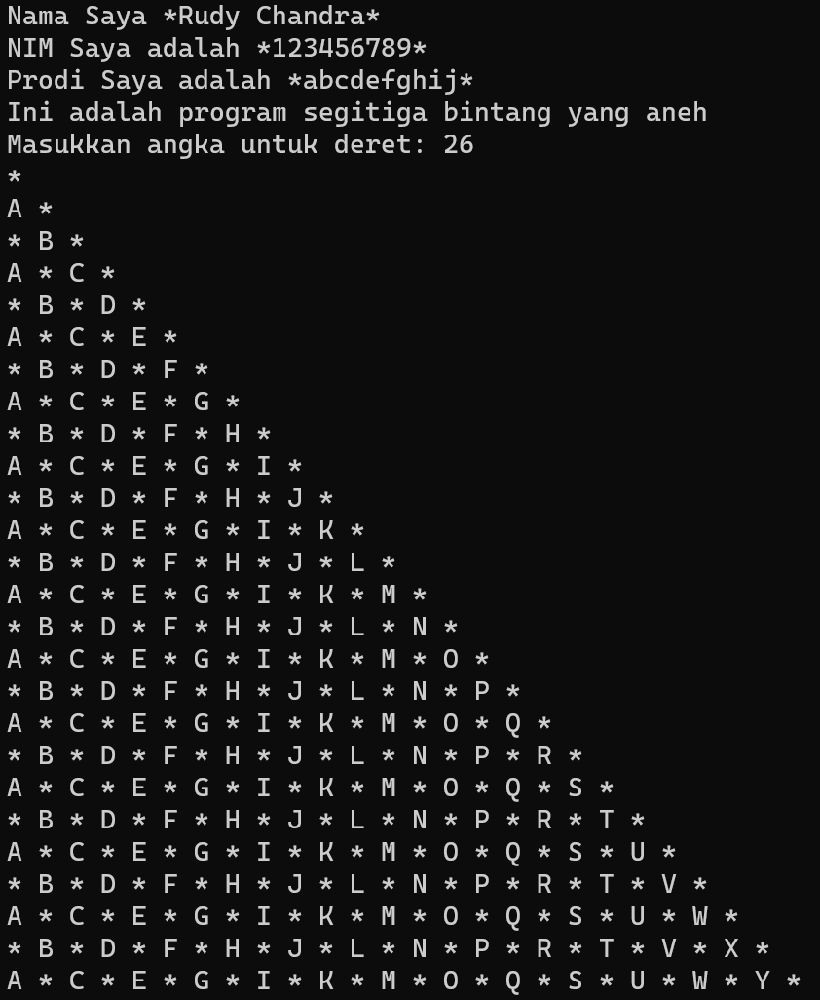 Nama Saya *Rudy Chandra*
NIM Saya adalah *123456789*
Prodi Saya adalah *abcdefghij*
Ini adalah program segitiga bintang yang aneh
Masukkan angka untuk deret: 26
*
A *
* B *
A * C *
* B * D *
A * C * E *
* B * D * F *
A * C * E * G *
* B * D * F * H *
A * C * E * G * I *
* B * D * F * H * J *
A * C * E * G * I * K *
* B * D * F * H * J * L *
A * C * E * G * I * K * M *
* B * D * F * H * J * L * N *
A * C * E * G * I * K * M * O *
* B * D * F * H * J * L * N * P *
A * C * E * G * I * K * M * O * Q *
* B * D * F * H * J * L * N * P * R *
A * C * E * G * I * K * M * O * Q * S *
* B * D * F * H * J * L * N * P * R * T *
A * C * E * G * I * K * M * O * Q * S * U *
* B * D * F * H * J * L * N * P * R * T * V *
A * C * E * G * I * K * M * O * Q * S * U * W *
* B * D * F * H * J * L * N * P * R * T * V * X *
A * C * E * G * I * K * M * O * Q * S * U * W * Y *